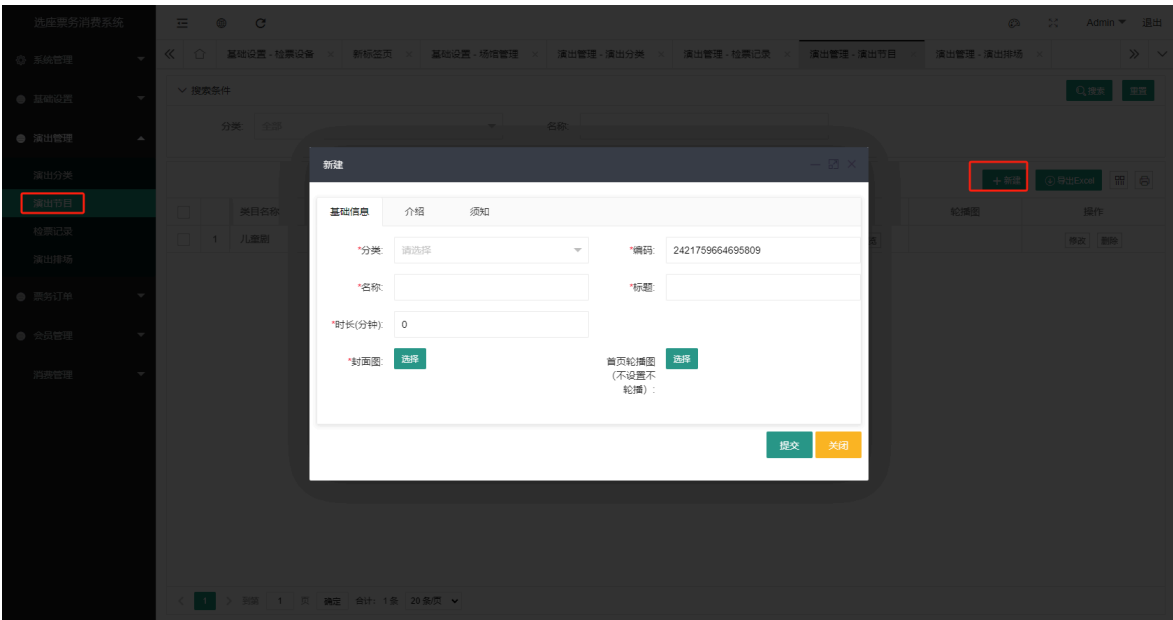 选座票务消费系统
Admin
退出
系统管理
基础设置 - 检票设备
新标签页
基础设置 - 场馆管理
演出管理 - 演出分类
演出管理 - 检票记录
演出管理 - 演出节目
演出管理 - 演出排场
搜索条件
搜索
重置
基础设置
分类:
全部
名称:
演出管理
新建
演出分类
+ 新建
导出Excel
演出节目
类目名称
基础信息
介绍
须知
轮播图
操作
检票记录
1
儿童剧
修改
删除
*分类:
请选择
*编码:
2421759664695809
演出排场
*名称:
*标题:
票务订单
*时长(分钟):
0
会员管理
*封面图:
选择
首页轮播图
(不设置不
轮播) :
选择
消费管理
提交
关闭
1
到第
1
页
确定
合计: 1 条
20 条/页